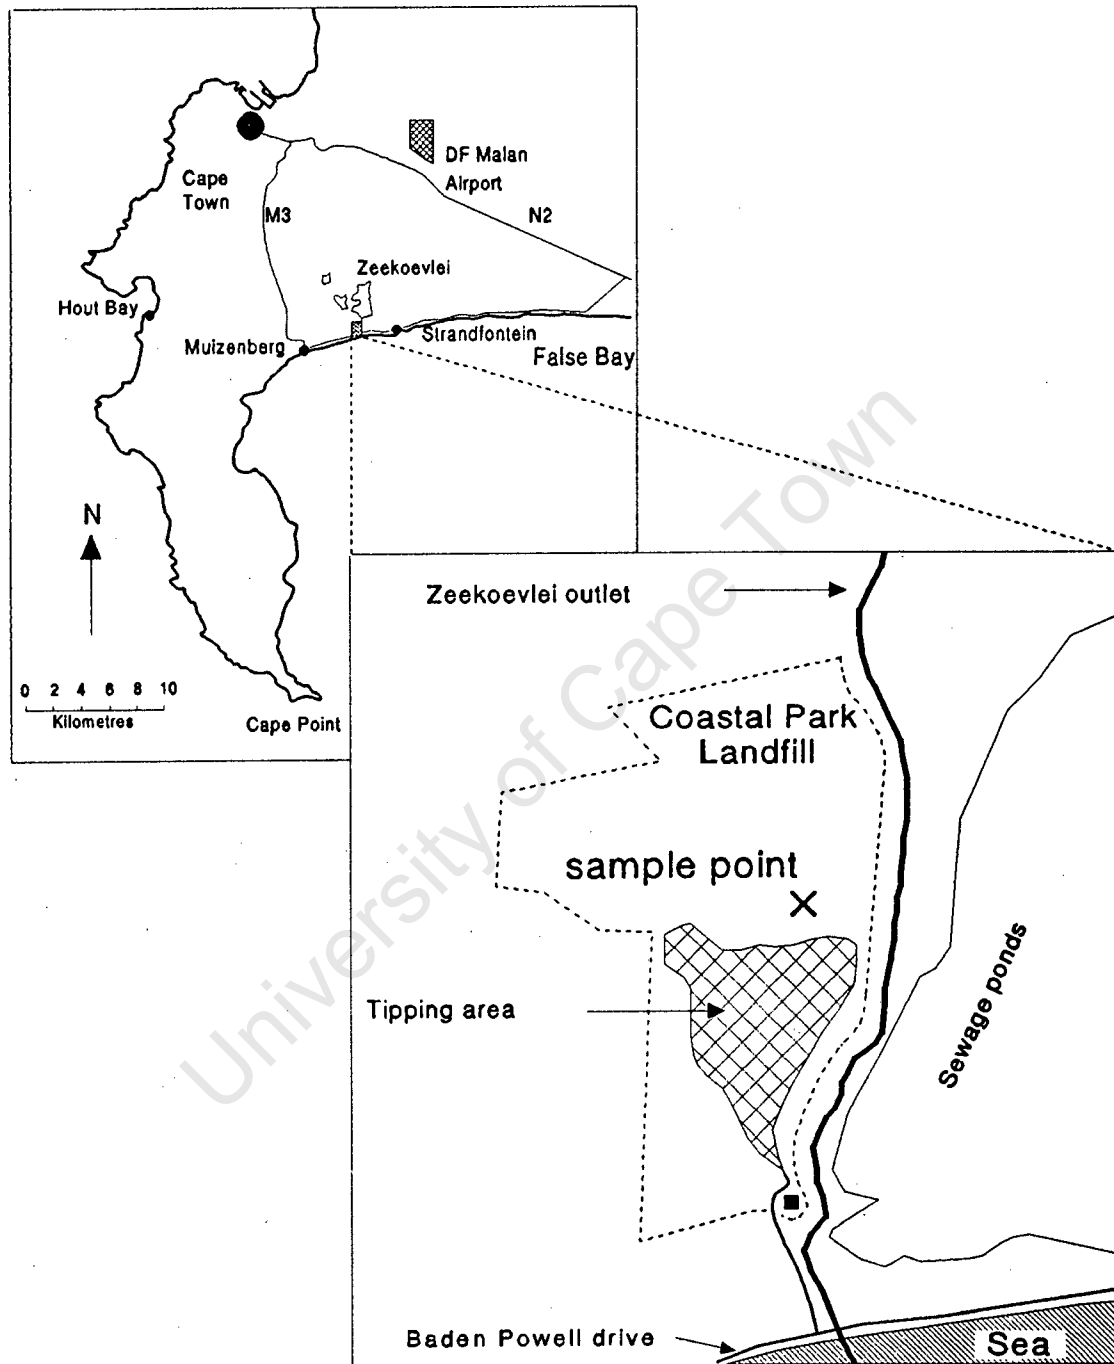 DF Malan
Airport
Cape
Town
M3
N2
Zeekoevlei
Hout Bay
Strandfontein
Muizenberg
False Bay
N
0 2 4 6 8 10
Kilometres
Cape Point
Zeekoevlei outlet
Coastal Park
Landfill
sample point
Tipping area
Sewage ponds
Baden Powell drive
Sea
University of Cape Town